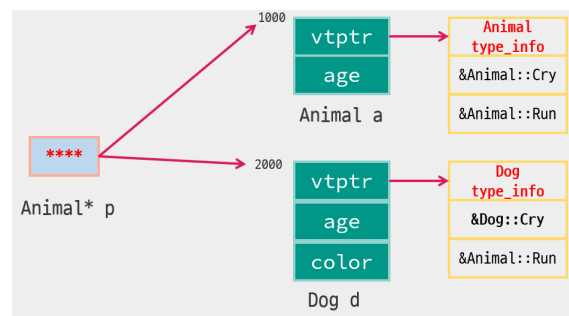 1000
vtptr
age
Animal a
Animal
type_info
&Animal::Cry
&Animal::Run
****
Animal* p
2000
vtptr
age
color
Dog d
Dog
type_info
&Dog::Cry
&Animal::Run